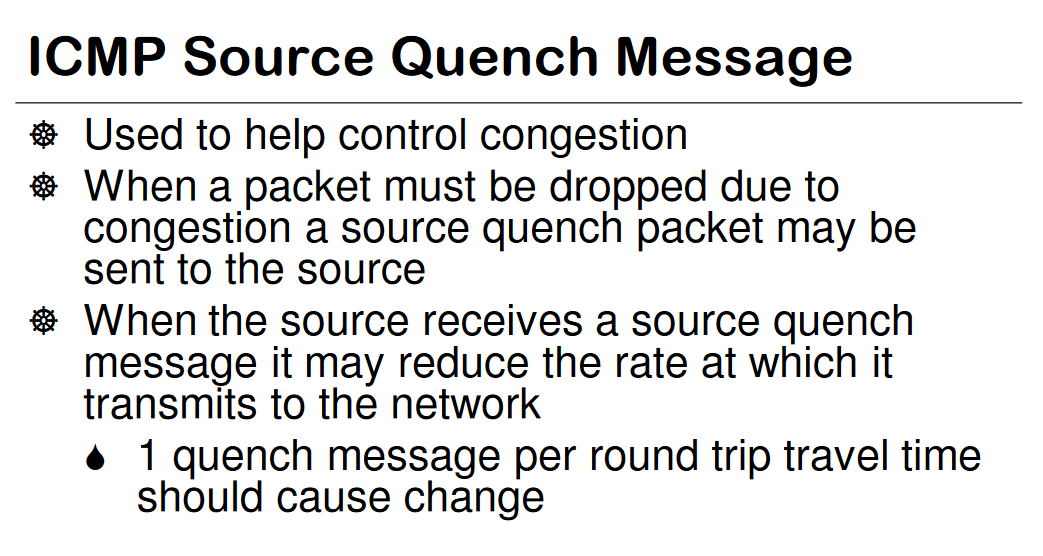 ICMP Source Quench Message
Used to help control congestion
When a packet must be dropped due to
congestion a source quench packet may be
sent to the source
When the source receives a source quench
message it may reduce the rate at which it
transmits to the network
1 quench message per round trip travel time
should cause change